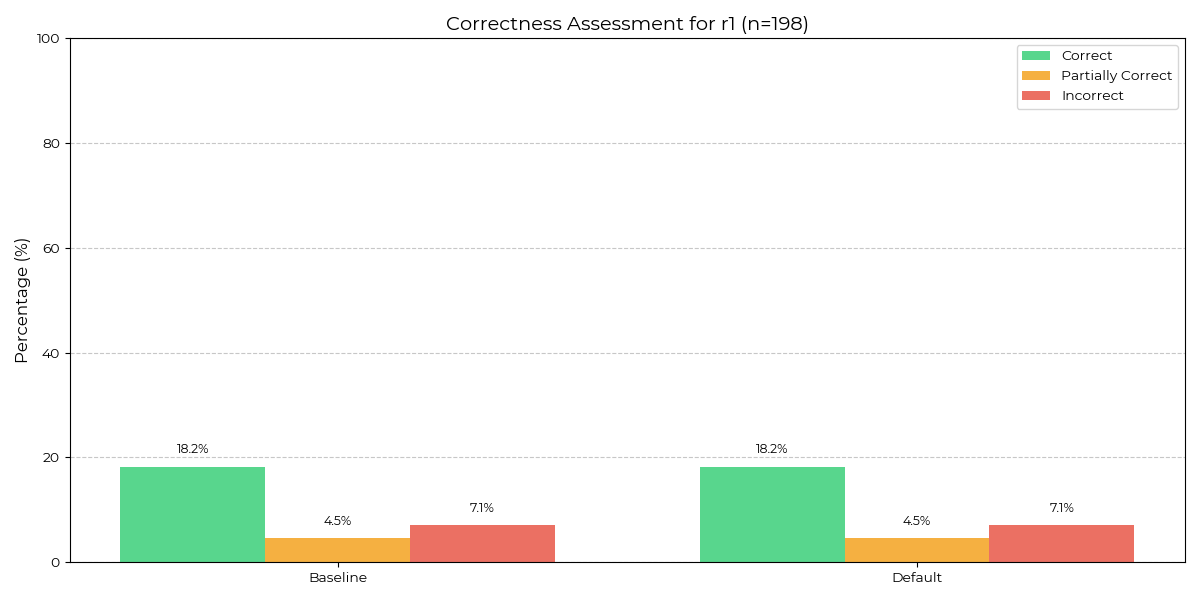 Correctness Assessment for r1 (n=198)
100
80
60
40
20
0
Percentage (%)
Correct
Partially Correct
Incorrect
18.2%
4.5%
7.1%
18.2%
4.5%
7.1%
Baseline
Default